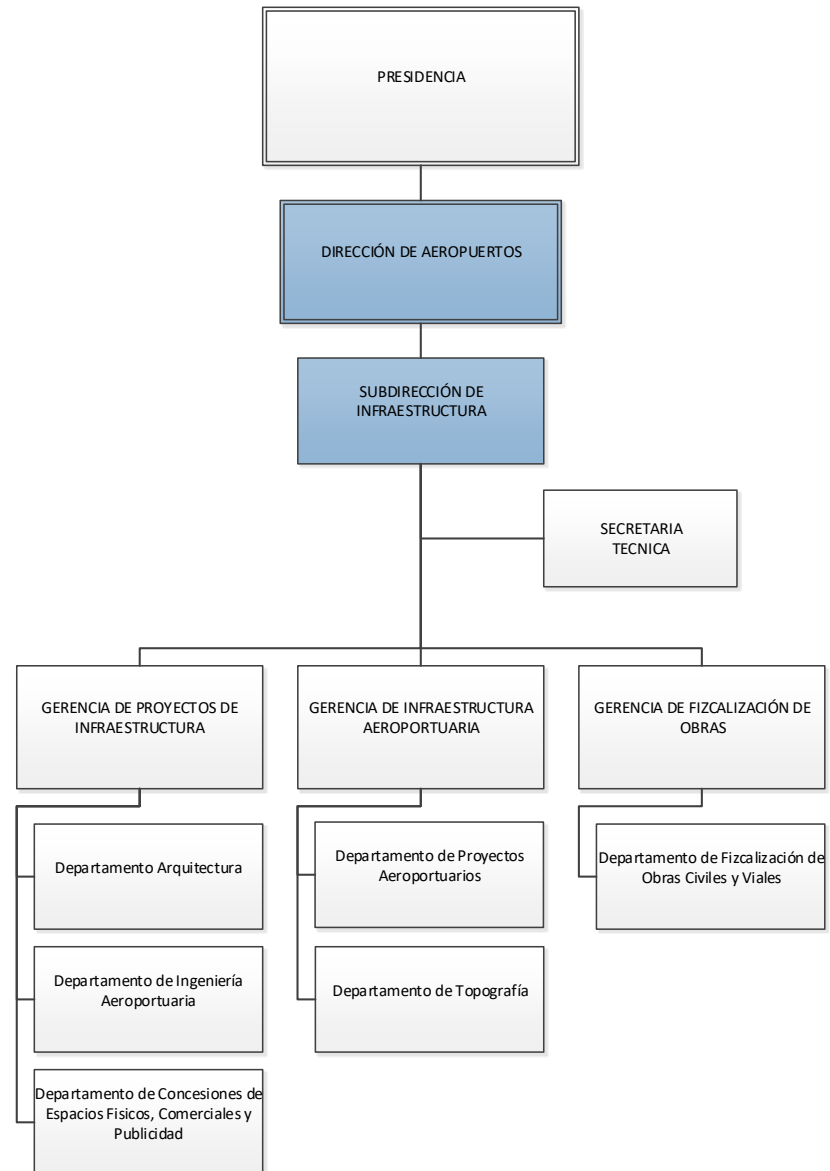 PRESIDENCIA
DIRECCIÓN DE AEROPUERTOS
SUBDIRECCIÓN DE
INFRAESTRUCTURA
SECRETARIA
TECNICA
GERENCIA DE PROYECTOS DE
INFRAESTRUCTURA
GERENCIA DE INFRAESTRUCTURA
AEROPORTUARIA
GERENCIA DE FIZCALIZACIÓN DE
OBRAS
Departamento Arquitectura
Departamento de Ingeniería
Aeroportuaria
Departamento de Concesiones de
Espacios Fisicos, Comerciales y
Publicidad
Departamento de Proyectos
Aeroportuarios
Departamento de Topografía
Departamento de Fizcalización de
Obras Civiles y Viales